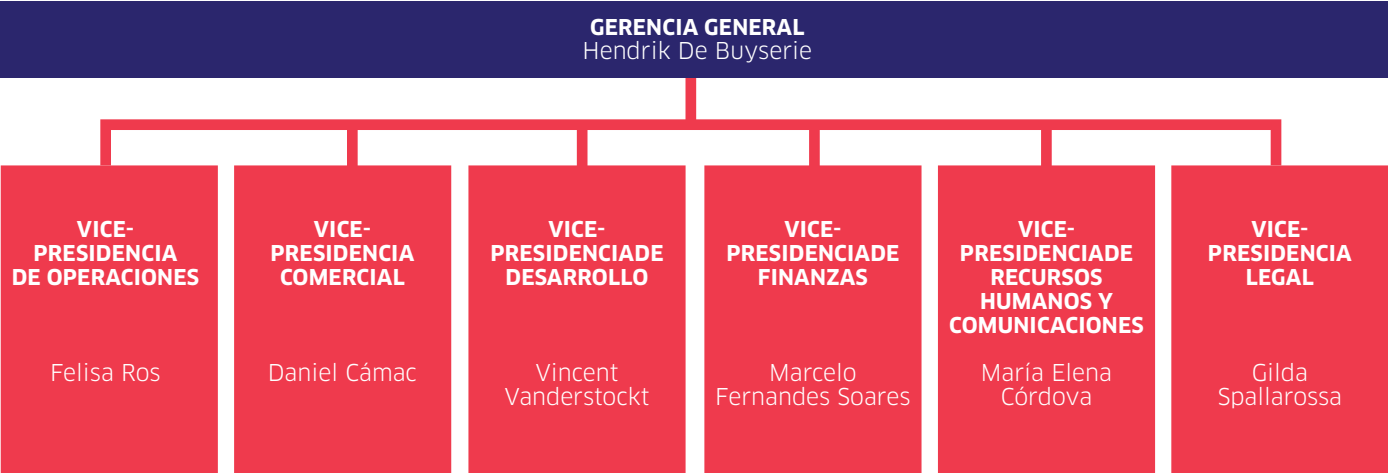 GERENCIA GENERAL
Hendrik De Buyserie
VICE-
PRESIDENCIA
DE OPERACIONES
Felisa Ros
VICE-
PRESIDENCIA
COMERCIAL
Daniel Cámac
VICE-
PRESIDENCIADE
DESARROLLO
Vincent
Vanderstockt
VICE-
PRESIDENCIADE
FINANZAS
Marcelo
Fernandes Soares
VICE-
PRESIDENCIADE
RECURSOS
HUMANOS Y
COMUNICACIONES
María Elena
Córdova
VICE-
PRESIDENCIA
LEGAL
Gilda
Spallarossa